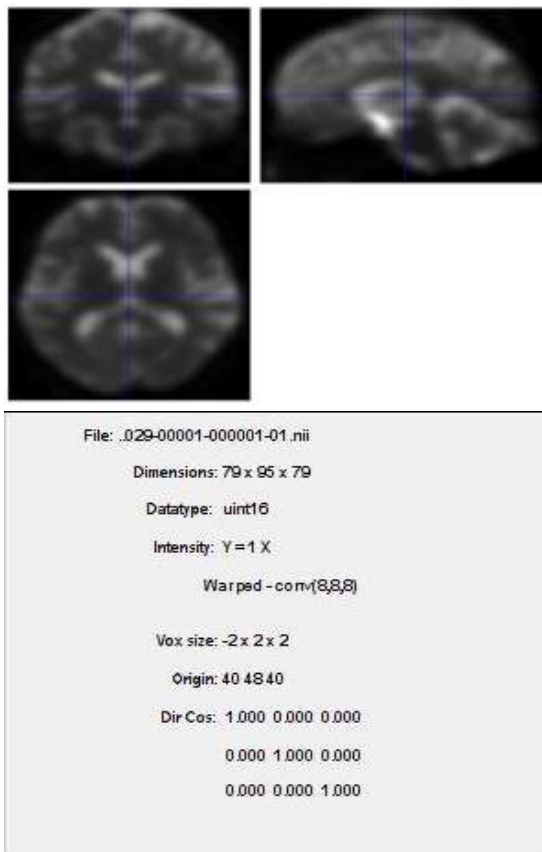 File: ..029-00001-000001-01.nii
Dimensions: 79 x 95 x 79
Datatype: uint16
Intensity: Y = 1 X
Warped - conv(8,8,8)
Vox size: -2 x 2 x 2
Origin: 40 48 40
Dir Cos: 1.000 0.000 0.000
0.000 1.000 0.000
0.000 0.000 1.000